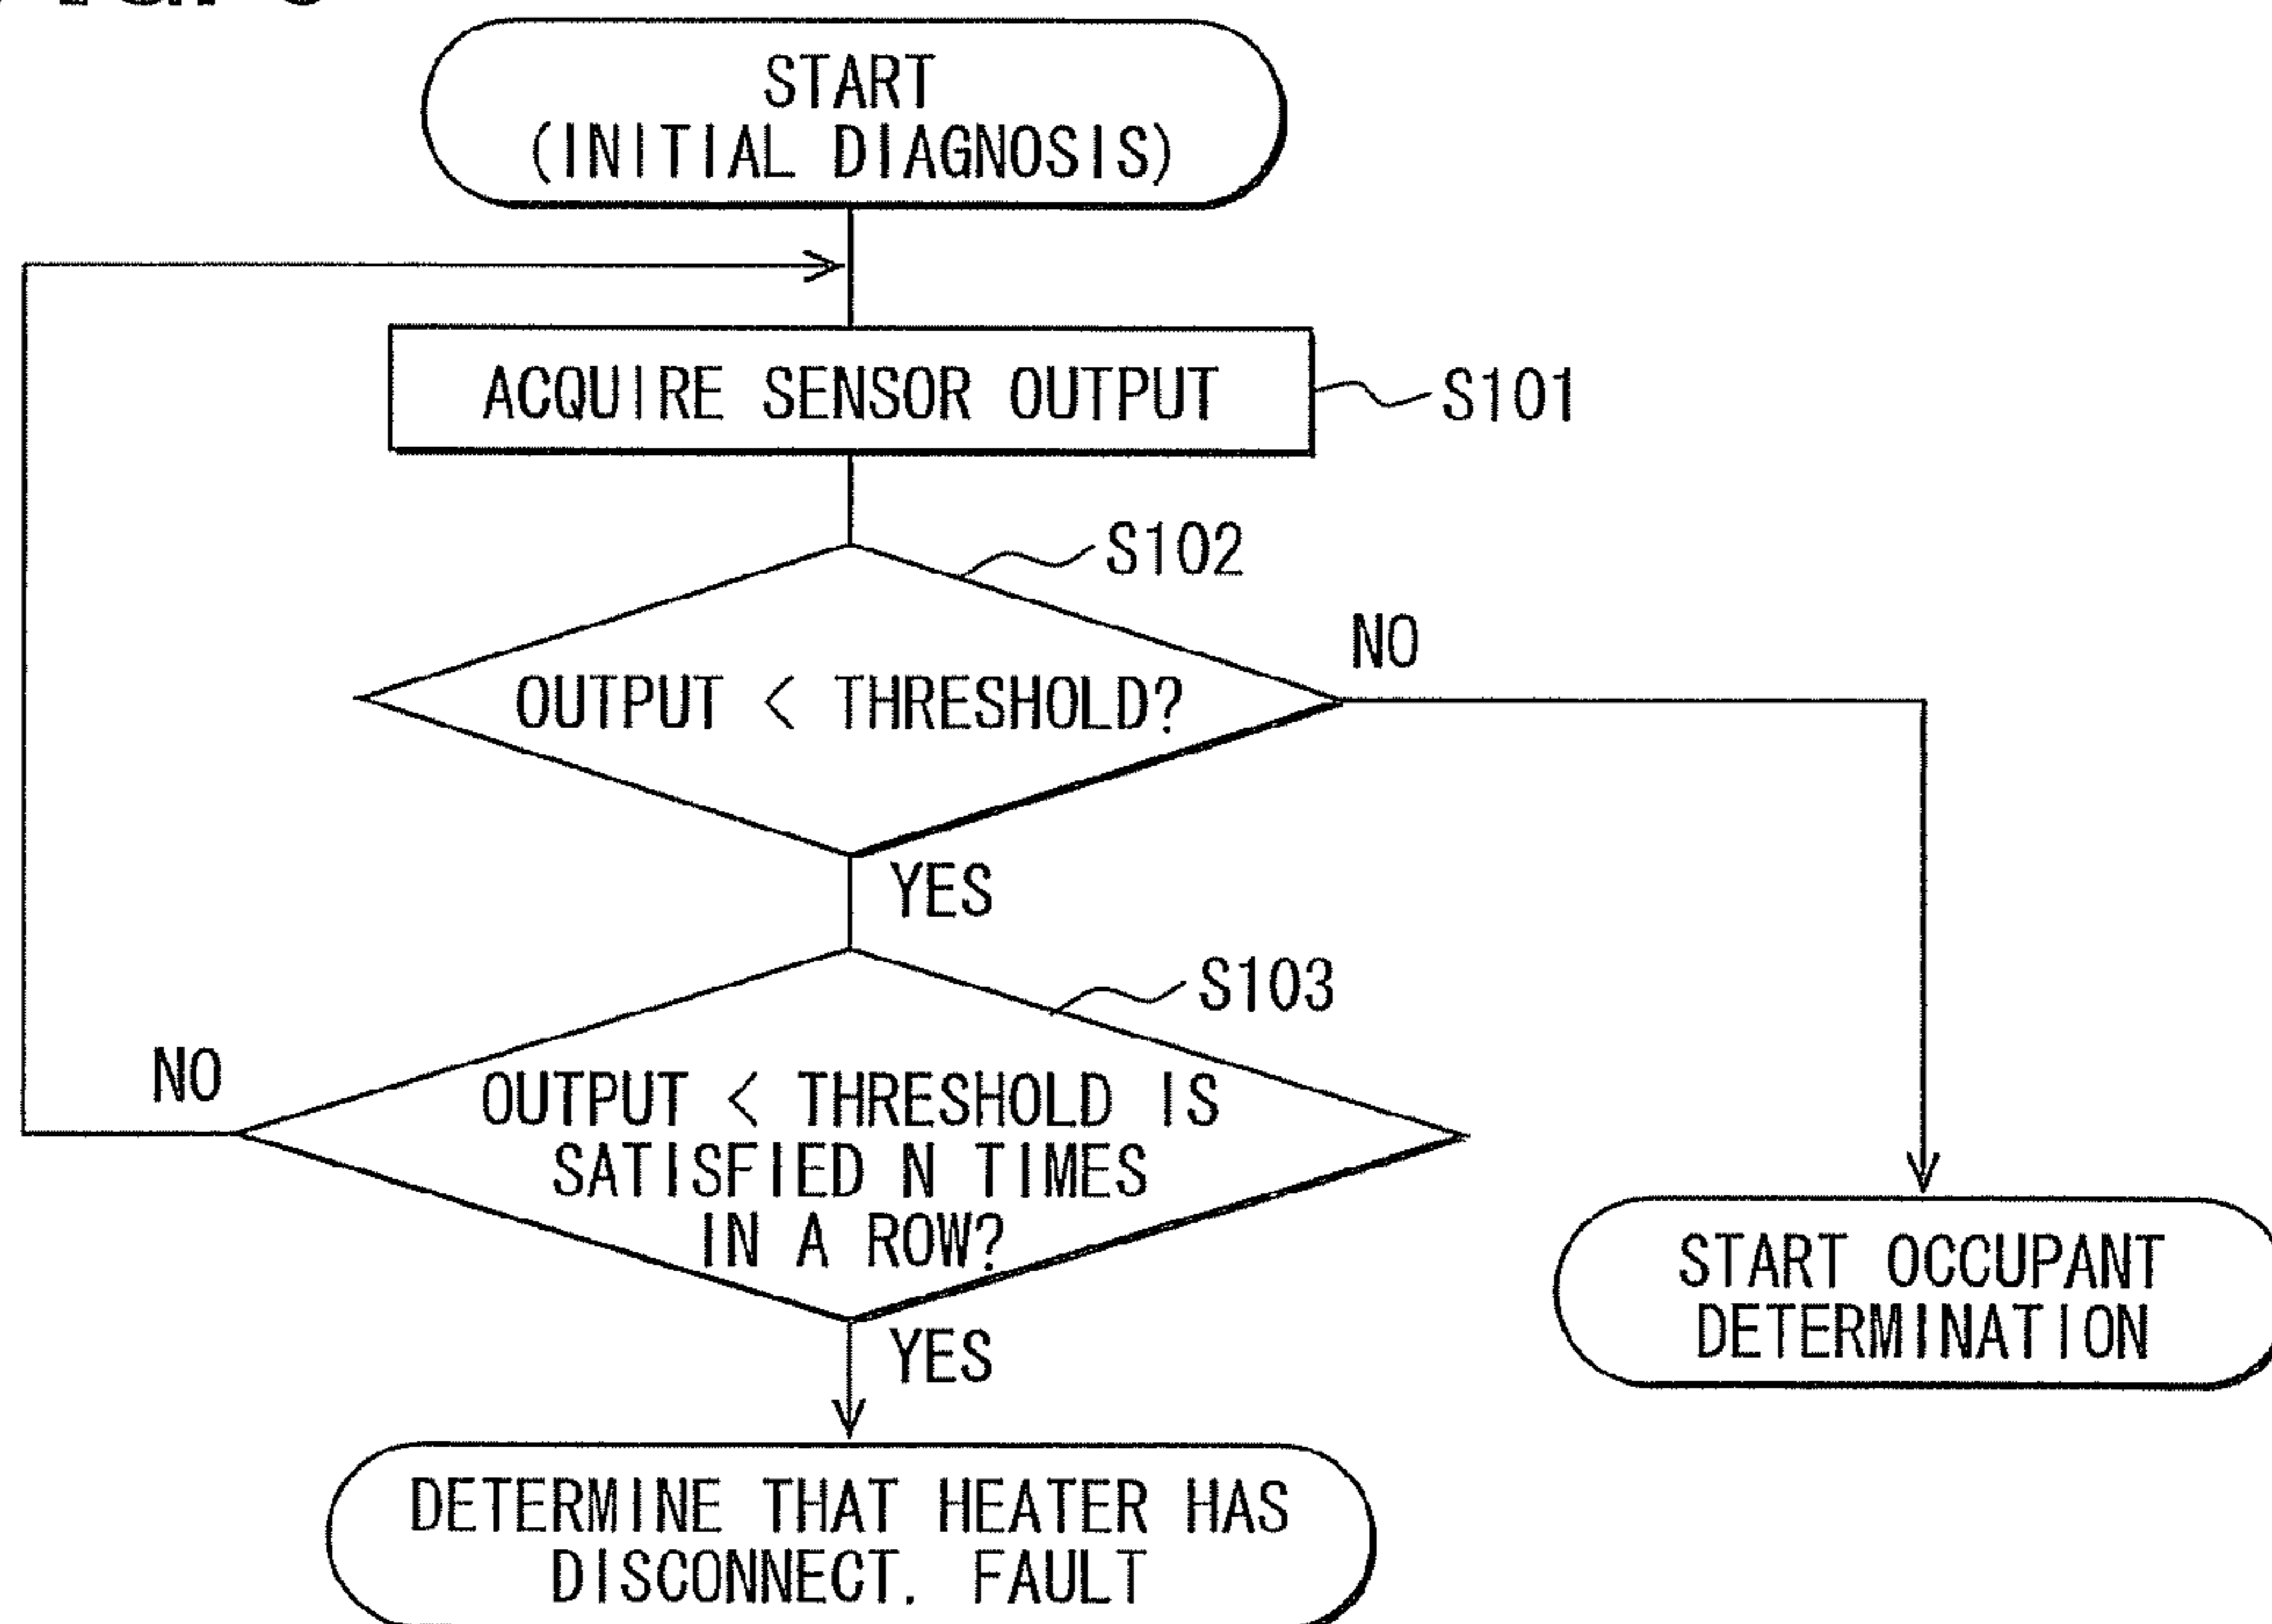 START
(INITIAL DIAGNOSIS)
ACQUIRE SENSOR OUTPUT
S101
S102
OUTPUT < THRESHOLD?
NO
YES
S103
NO
OUTPUT < THRESHOLD IS
SATISFIED N TIMES
IN A ROW?
YES
START OCCUPANT
DETERMINATION
DETERMINE THAT HEATER HAS
DISCONNECT. FAULT